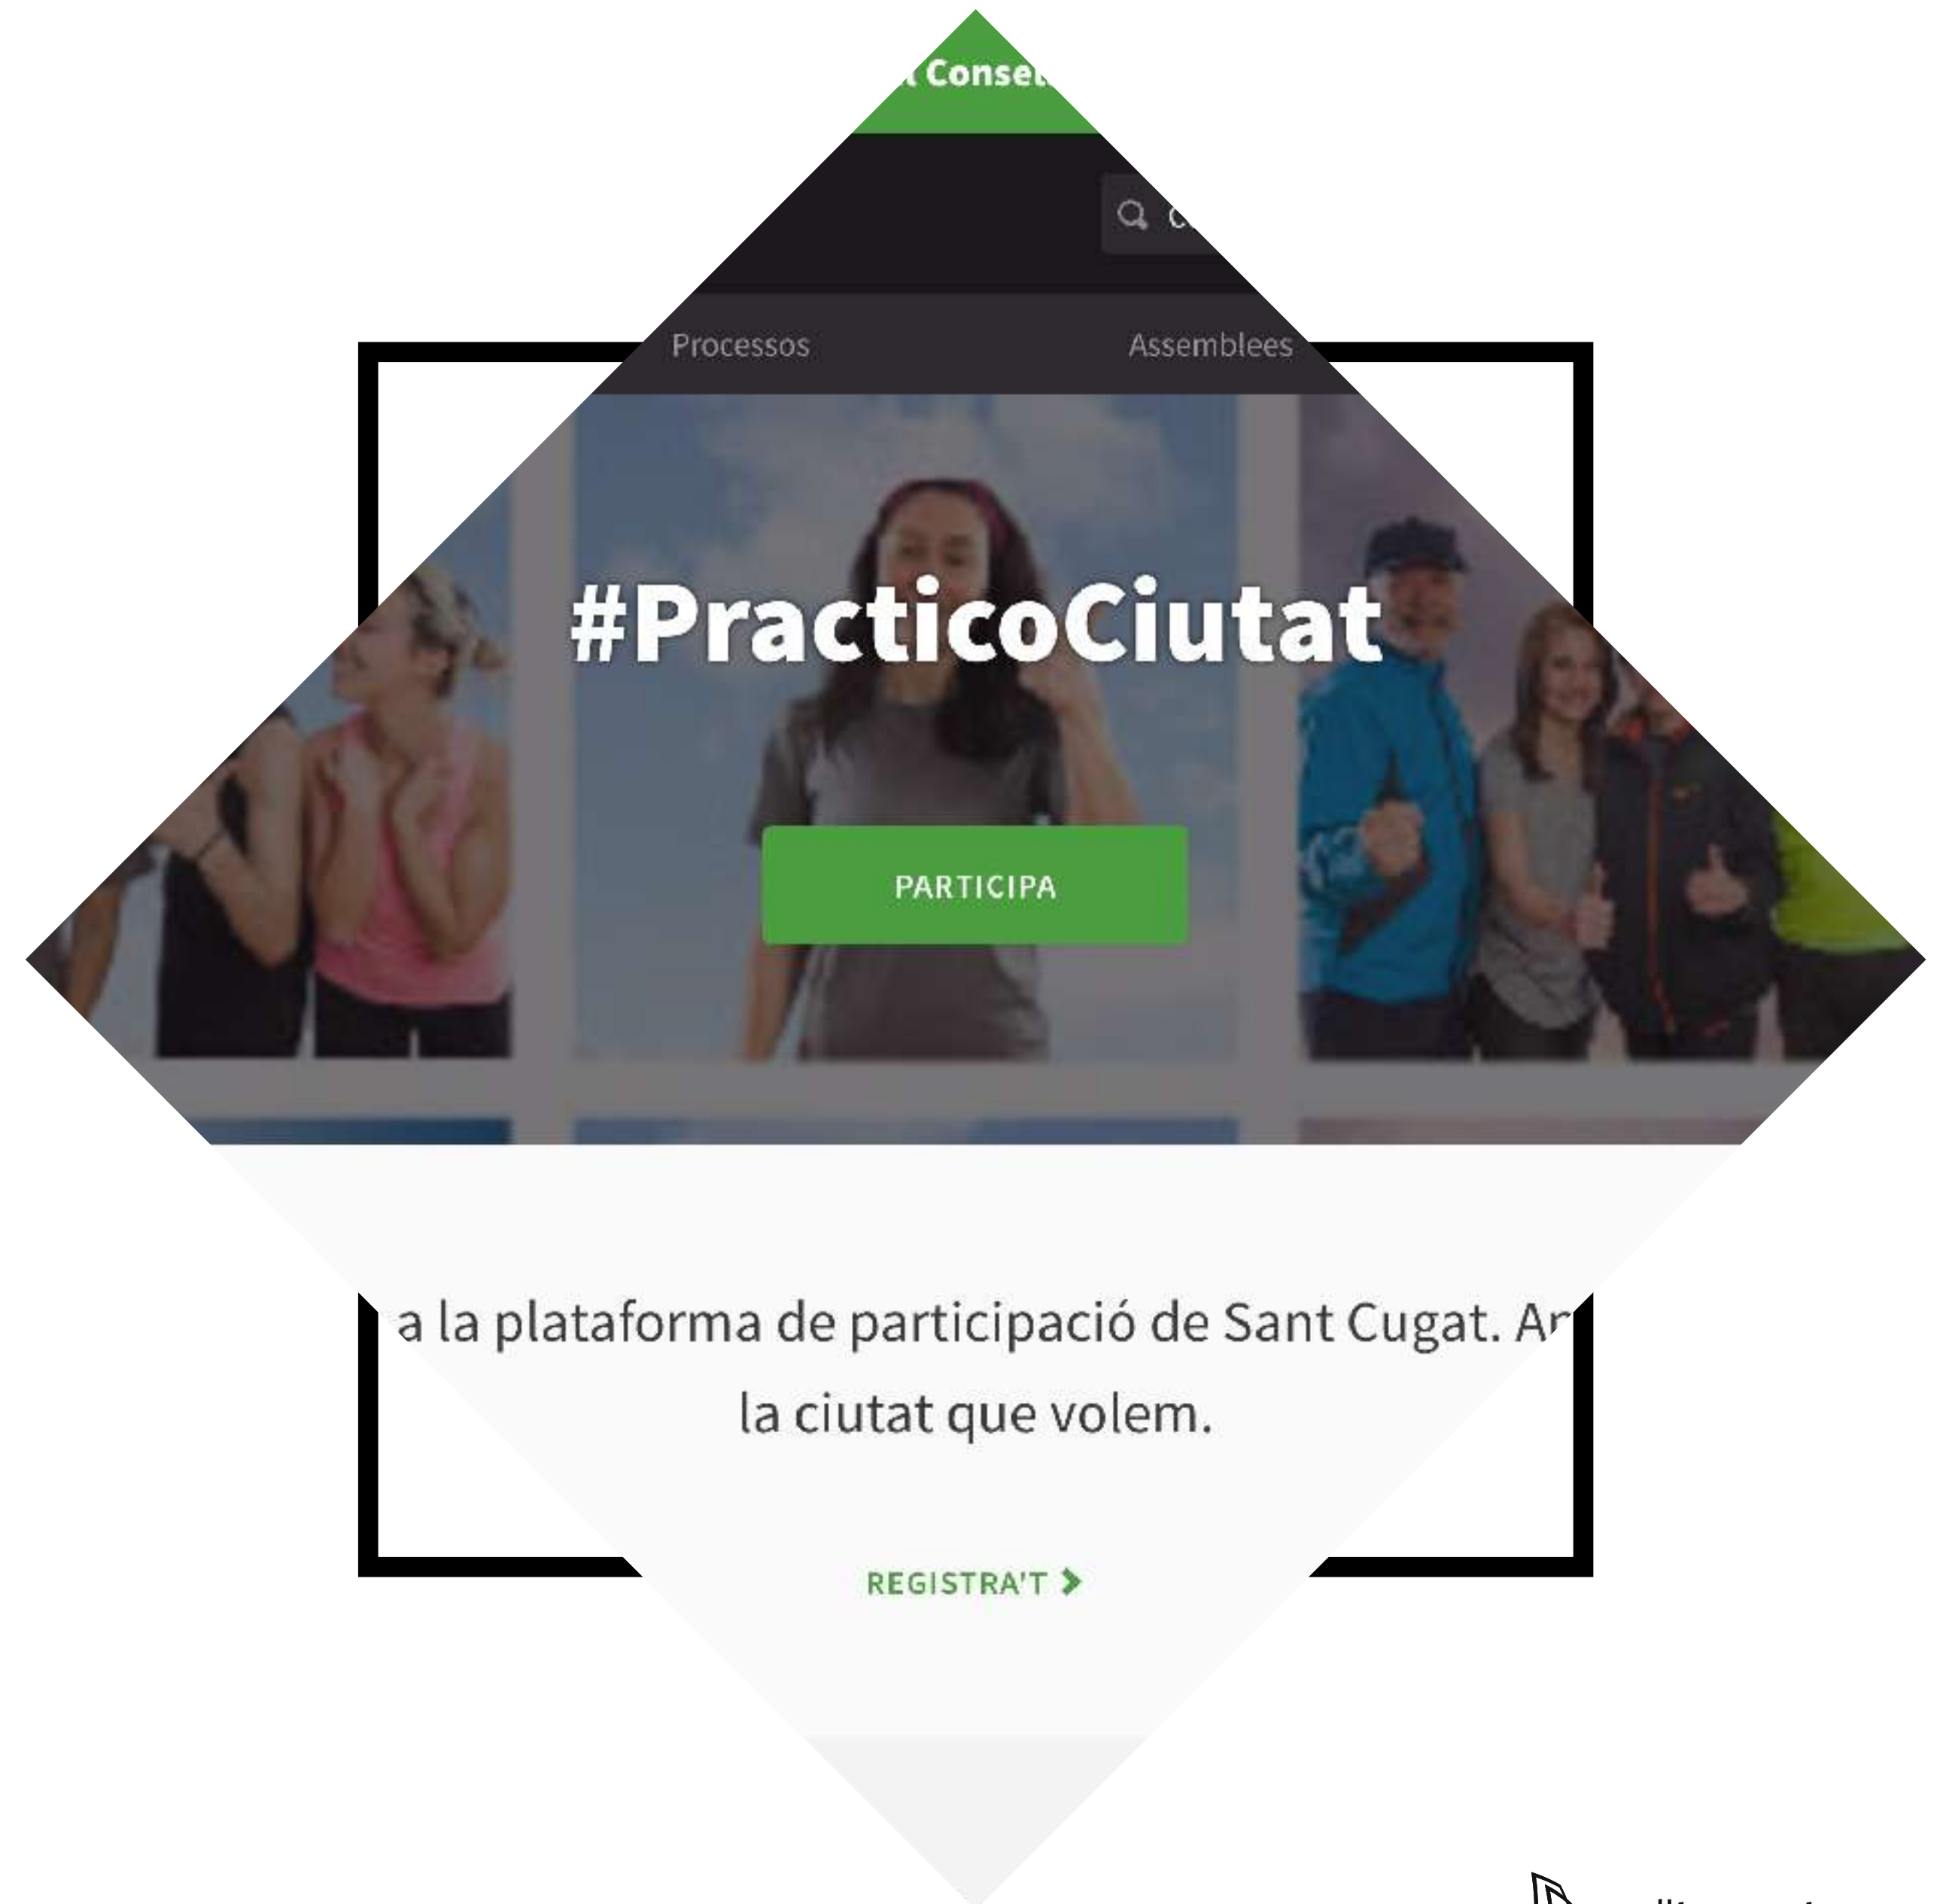 Processos Assemblees
#PracticoCiutat
PARTICIPA
a la plataforma de participació de Sant Cugat.
la ciutat que volem.
REGISTRA'T